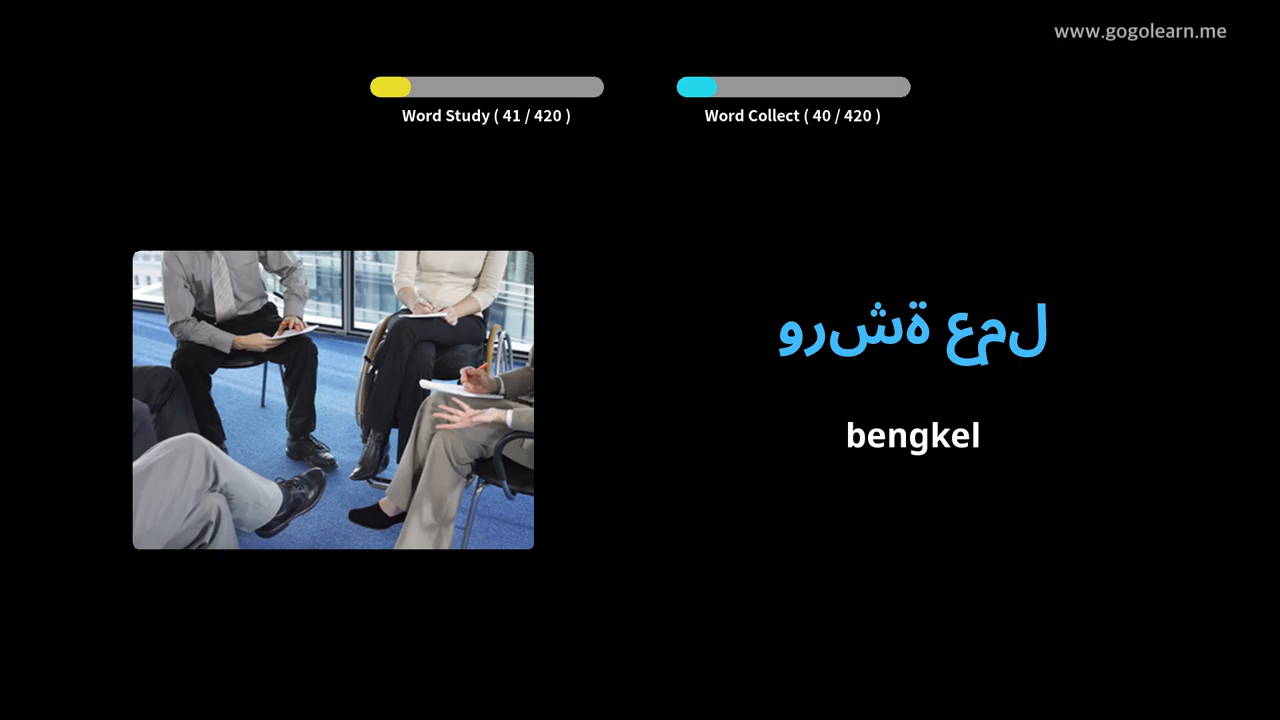 www.gogolearn.me
Word Study ( 41 / 420 )
Word Collect ( 40 / 420 )
ورشة عمل
bengkel